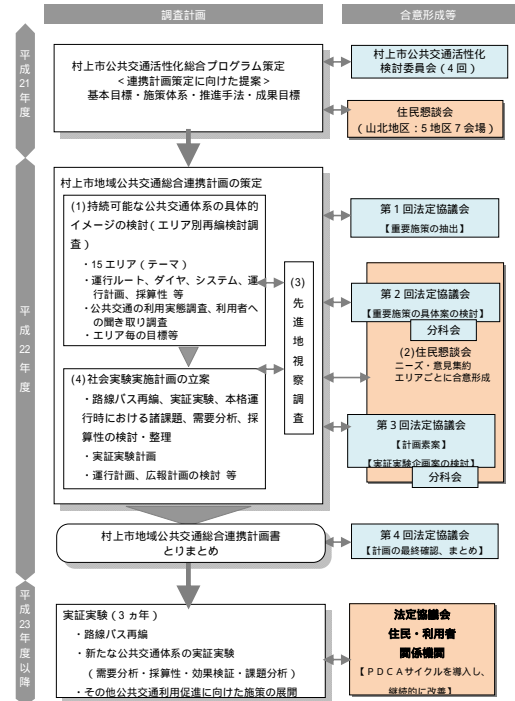 調査計画
合意形成等
平成21年度
村上市公共交通活性化総合プログラム策定
＜連携計画策定に向けた提案＞
基本目標・施策体系・推進手法・成果目標
村上市公共交通活性化
検討委員会（4回）
住民懇談会
（山北地区：5地区7会場）
平成22年度
村上市地域公共交通総合連携計画の策定
(1)持続可能な公共交通体系の具体的
イメージの検討（エリア別再編検討調
査）
・15エリア（テーマ）
・運行ルート、ダイヤ、システム、運
行計画、採算性 等
・公共交通の利用実態調査、利用者へ
の聞き取り調査
・エリア毎の目標等
(3)先進地視察調査
(4)社会実験実施計画の立案
・路線バス再編、実証実験、本格運
行時における諸課題、需要分析、採
算性の検討・整理
・実証実験計画
・運行計画、広報計画の検討 等
第1回法定協議会
【重要施策の抽出】
第2回法定協議会
【重要施策の具体案の検討】
分科会
(2)住民懇談会
ニーズ・意見集約
エリアごとに合意形成
第3回法定協議会
【計画素案】
【実証実験企画案の検討】
分科会
村上市地域公共交通総合連携計画書
とりまとめ
第4回法定協議会
【計画の最終確認、まとめ】
平成23年度以降
実証実験（3ヵ年）
・路線バス再編
・新たな公共交通体系の実証実験
（需要分析・採算性・効果検証・課題分析）
・その他公共交通利用促進に向けた施策の展開
法定協議会
住民・利用者
関係機関
【PDCAサイクルを導入し、
継続的に改善】